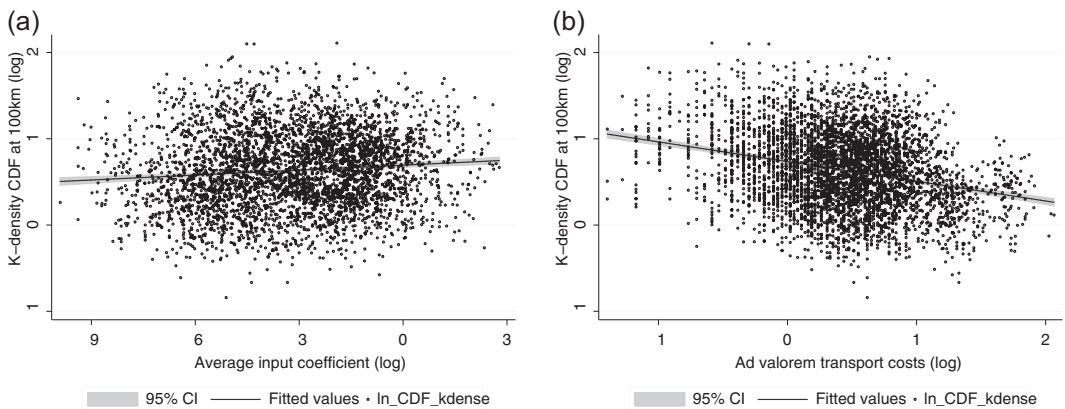 (a)
K−density CDF at 100km (log)
2
1
0
1
9 6 3 0 3
Average input coefficient (log)
95% CI Fitted values ln_CDF_kdense
(b)
K−density CDF at 100km (log)
2
1
0
1
1 0 1 2
Ad valorem transport costs (log)
95% CI Fitted values ln_CDF_kdense